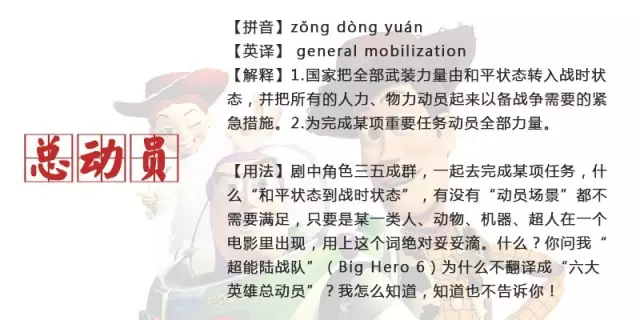 【拼音】zǒng dòng yuán
【英译】 general mobilization
【解释】1.国家把全部武装力量由和平状态转入战时状
态，并把所有的人力、物力动员起来以备战争需要的紧
急措施。2.为完成某项重要任务动员全部力量。
总动员
【用法】剧中角色三五成群，一起去完成某项任务，什
么“和平状态到战时状态”，有没有“动员场景”都不
需要满足，只要是某一类人、动物、机器、超人在一个
电影里出现，用上这个词绝对妥妥滴。什么？你问我“
超能陆战队”（Big Hero 6）为什么不翻译成“六大
英雄总动员”？我怎么知道，知道也不告诉你！